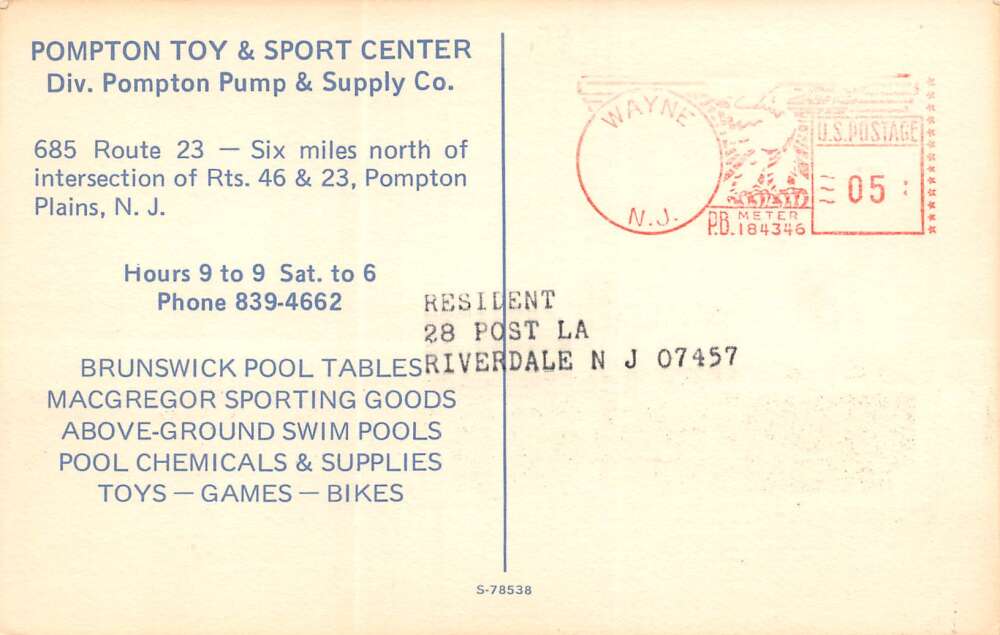 POMPTON TOY & SPORT CENTER
Div. Pompton Pump & Supply Co.
685 Route 23 — Six miles north of
intersection of Rts. 46 & 23, Pompton
Plains, N. J.
Hours 9 to 9 Sat. to 6
Phone 839-4662
BRUNSWICK POOL TABLES
MACGREGOR SPORTING GOODS
ABOVE-GROUND SWIM POOLS
POOL CHEMICALS & SUPPLIES
TOYS — GAMES — BIKES
WAYNE
N.J.
P.B. METER
184346
U.S. POSTAGE
05
RESIDENT
28 POST LA
RIVERDALE N J 07457
S-78538